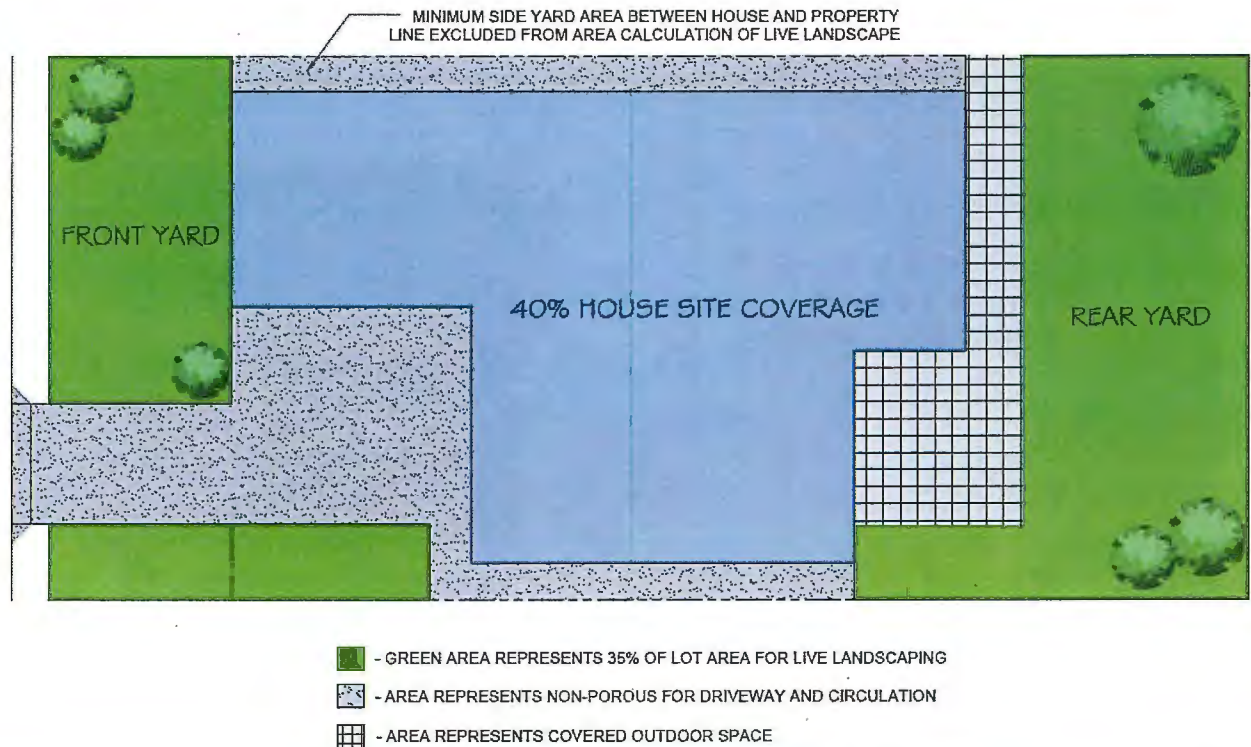 MINIMUM SIDE YARD AREA BETWEEN HOUSE AND PROPERTY
LINE EXCLUDED FROM AREA CALCULATION OF LIVE LANDSCAPE
FRONT YARD
40% HOUSE SITE COVERAGE
REAR YARD
- GREEN AREA REPRESENTS 35% OF LOT AREA FOR LIVE LANDSCAPING
- AREA REPRESENTS NON-POROUS FOR DRIVEWAY AND CIRCULATION
- AREA REPRESENTS COVERED OUTDOOR SPACE